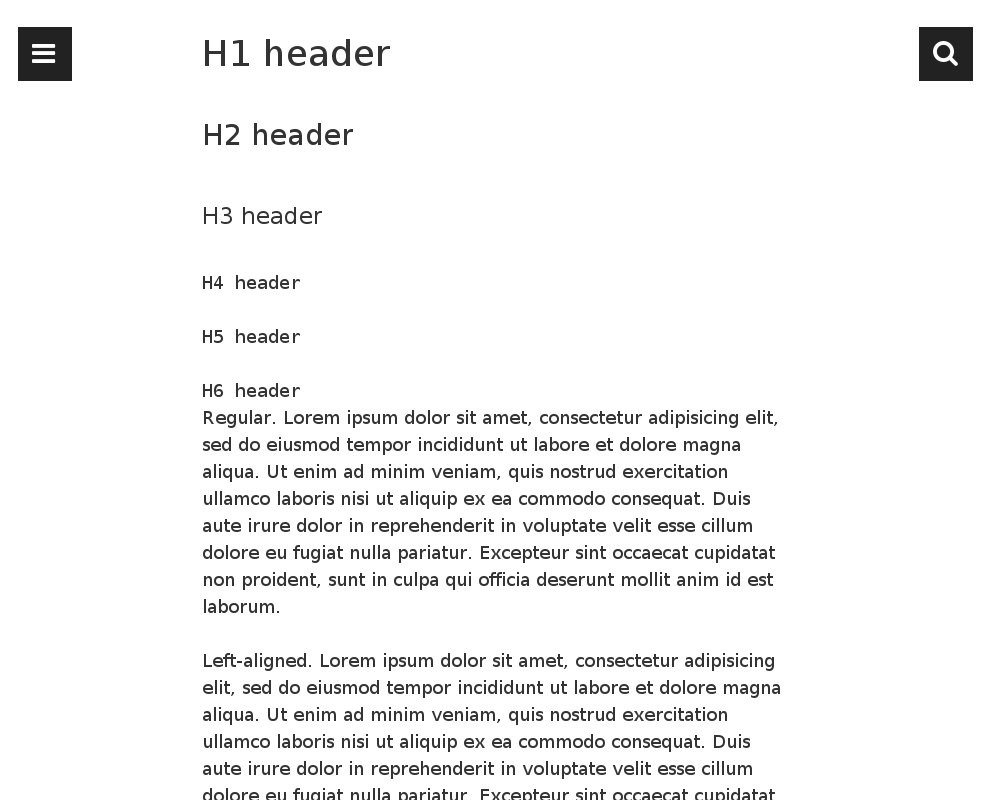 H1 header
H2 header
H3 header
H4 header
H5 header
H6 header
Regular. Lorem ipsum dolor sit amet, consectetur adipisicing elit,
sed do eiusmod tempor incididunt ut labore et dolore magna
aliqua. Ut enim ad minim veniam, quis nostrud exercitation
ullamco laboris nisi ut aliquip ex ea commodo consequat. Duis
aute irure dolor in reprehenderit in voluptate velit esse cillum
dolore eu fugiat nulla pariatur. Excepteur sint occaecat cupidatat
non proident, sunt in culpa qui officia deserunt mollit anim id est
laborum.
Left-aligned. Lorem ipsum dolor sit amet, consectetur adipisicing
elit, sed do eiusmod tempor incididunt ut labore et dolore magna
aliqua. Ut enim ad minim veniam, quis nostrud exercitation
ullamco laboris nisi ut aliquip ex ea commodo consequat. Duis
aute irure dolor in reprehenderit in voluptate velit esse cillum
dolore eu fugiat nulla pariatur. Excepteur sint occaecat cupidatat